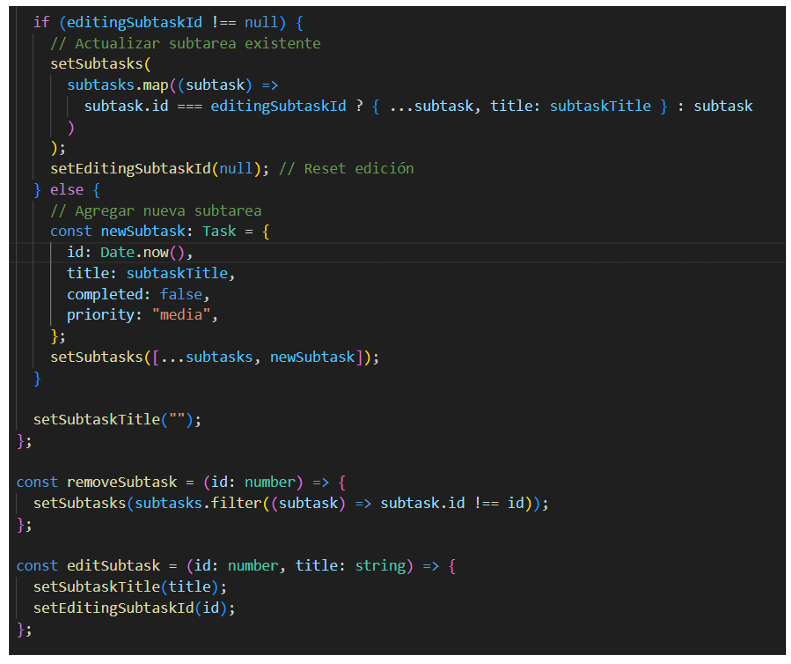 if (editingSubtaskId !== null) {
// Actualizar subtarea existente
setSubtasks(
subtasks.map((subtask) =>
subtask.id === editingSubtaskId ? { ...subtask, title: subtaskTitle } : subtask
)
);
setEditingSubtaskId(null); // Reset edición
} else {
// Agregar nueva subtarea
const newSubtask: Task = {
id: Date.now(),
title: subtaskTitle,
completed: false,
priority: "media",
};
setSubtasks([...subtasks, newSubtask]);
}
setSubtaskTitle("");
};
const removeSubtask = (id: number) => {
setSubtasks(subtasks.filter((subtask) => subtask.id !== id));
};
const editSubtask = (id: number, title: string) => {
setSubtaskTitle(title);
setEditingSubtaskId(id);
};